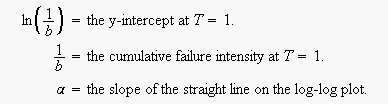 ln(1/b) = the y-intercept at T = 1.
1/b = the cumulative failure intensity at T = 1.
α = the slope of the straight line on the log-log plot.